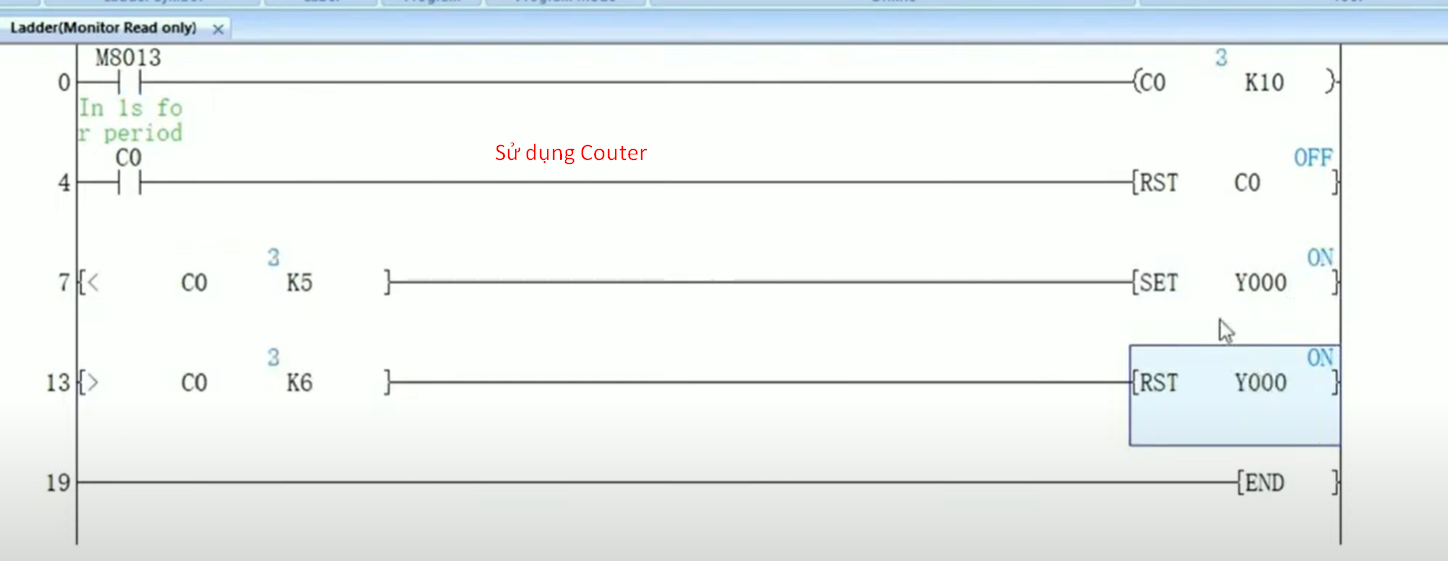 Ladder(Monitor Read only) ×
M8013
3
0 (C0 K10 )
In 1s fo
r period
Sử dụng Couter
C0
OFF
4 [RST C0 ]
3
ON
7 [< C0 K5 ] [SET Y000 ]
3
ON
13 [> C0 K6 ] [RST Y000 ]
19 [END ]